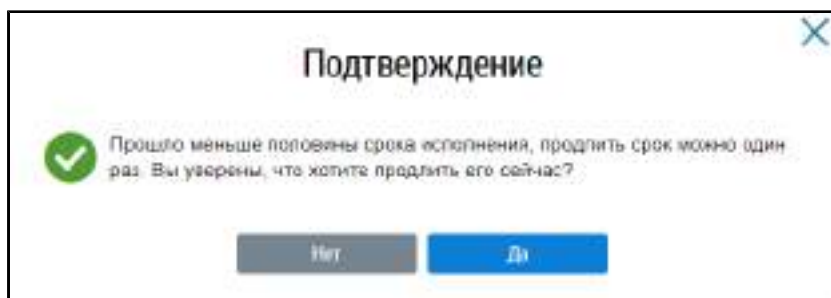 Подтверждение
Прошло меньше половины срока исполнения, продлить срок можно один
раз. Вы уверены, что хотите продлить его сейчас?
Нет
Да